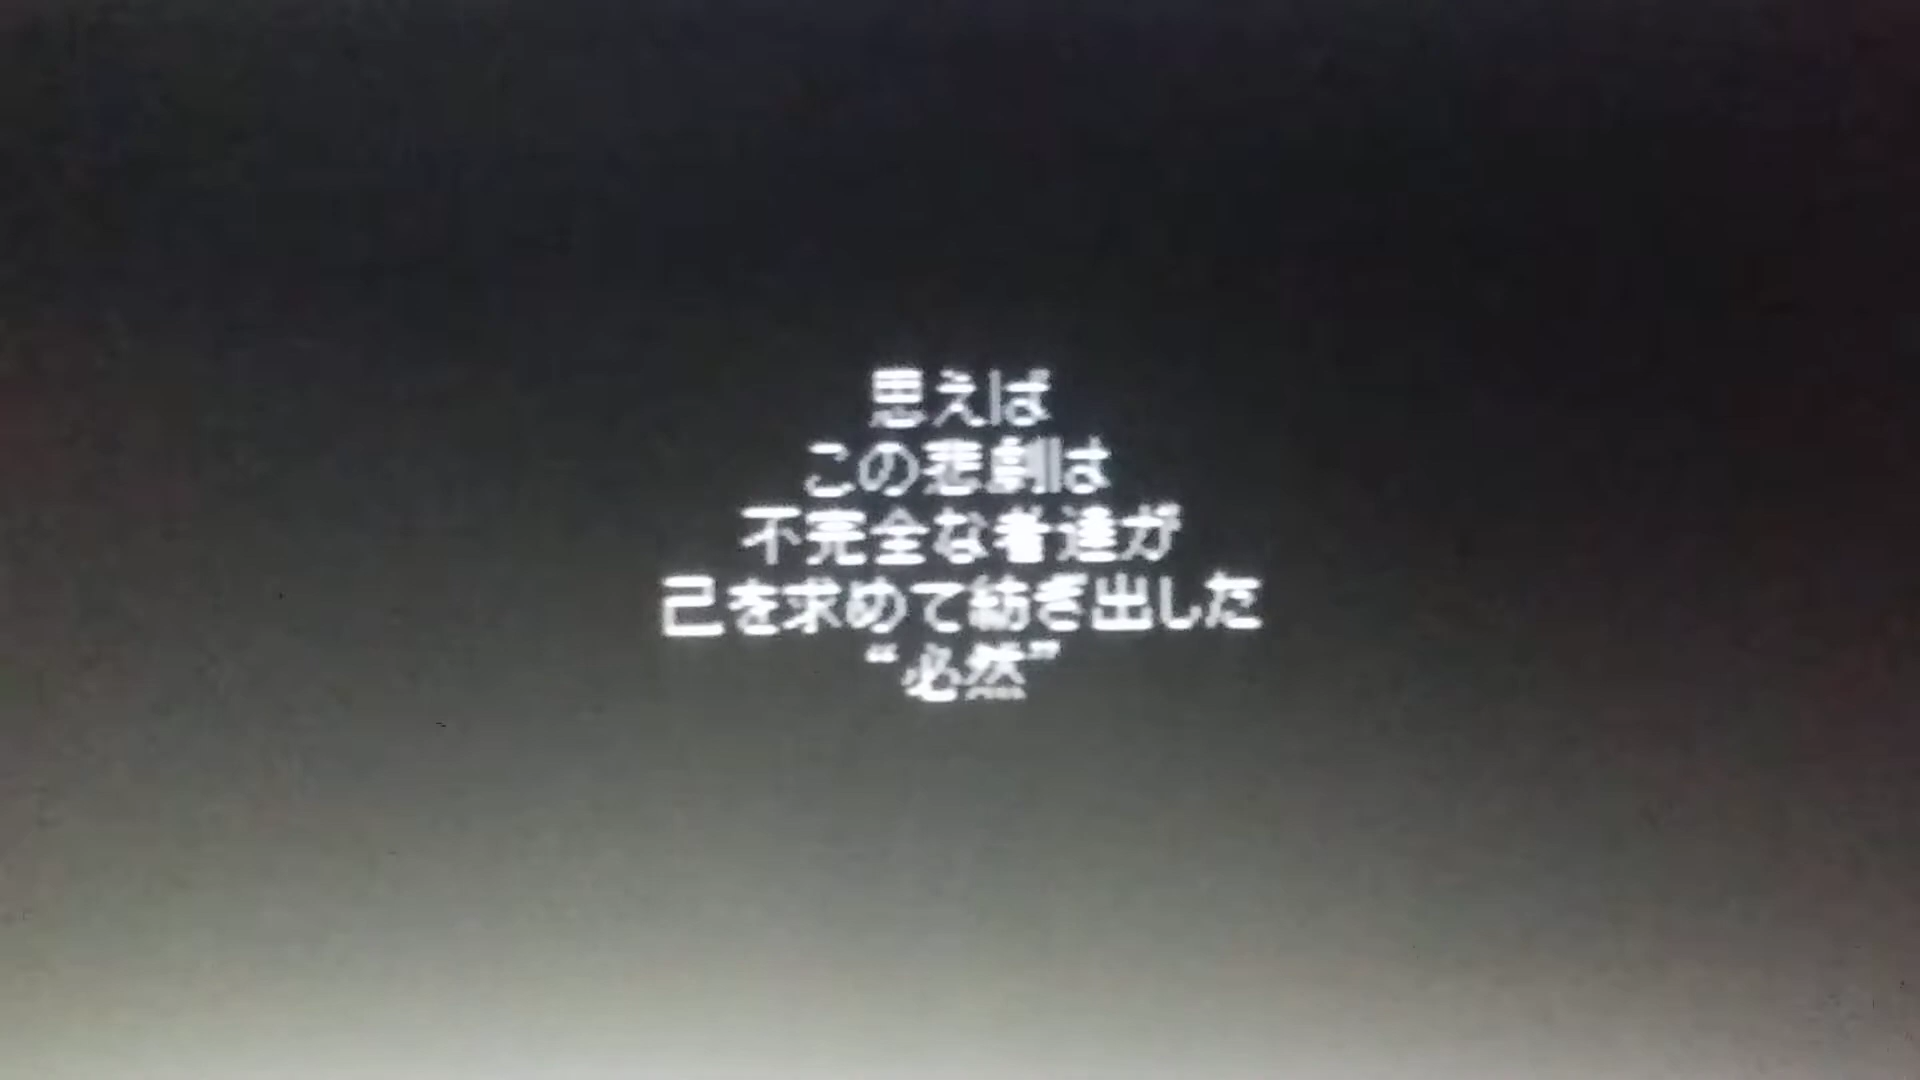 思えば
この悲劇は
不完全な者達が
己を求めて紡ぎ出した
“必然”